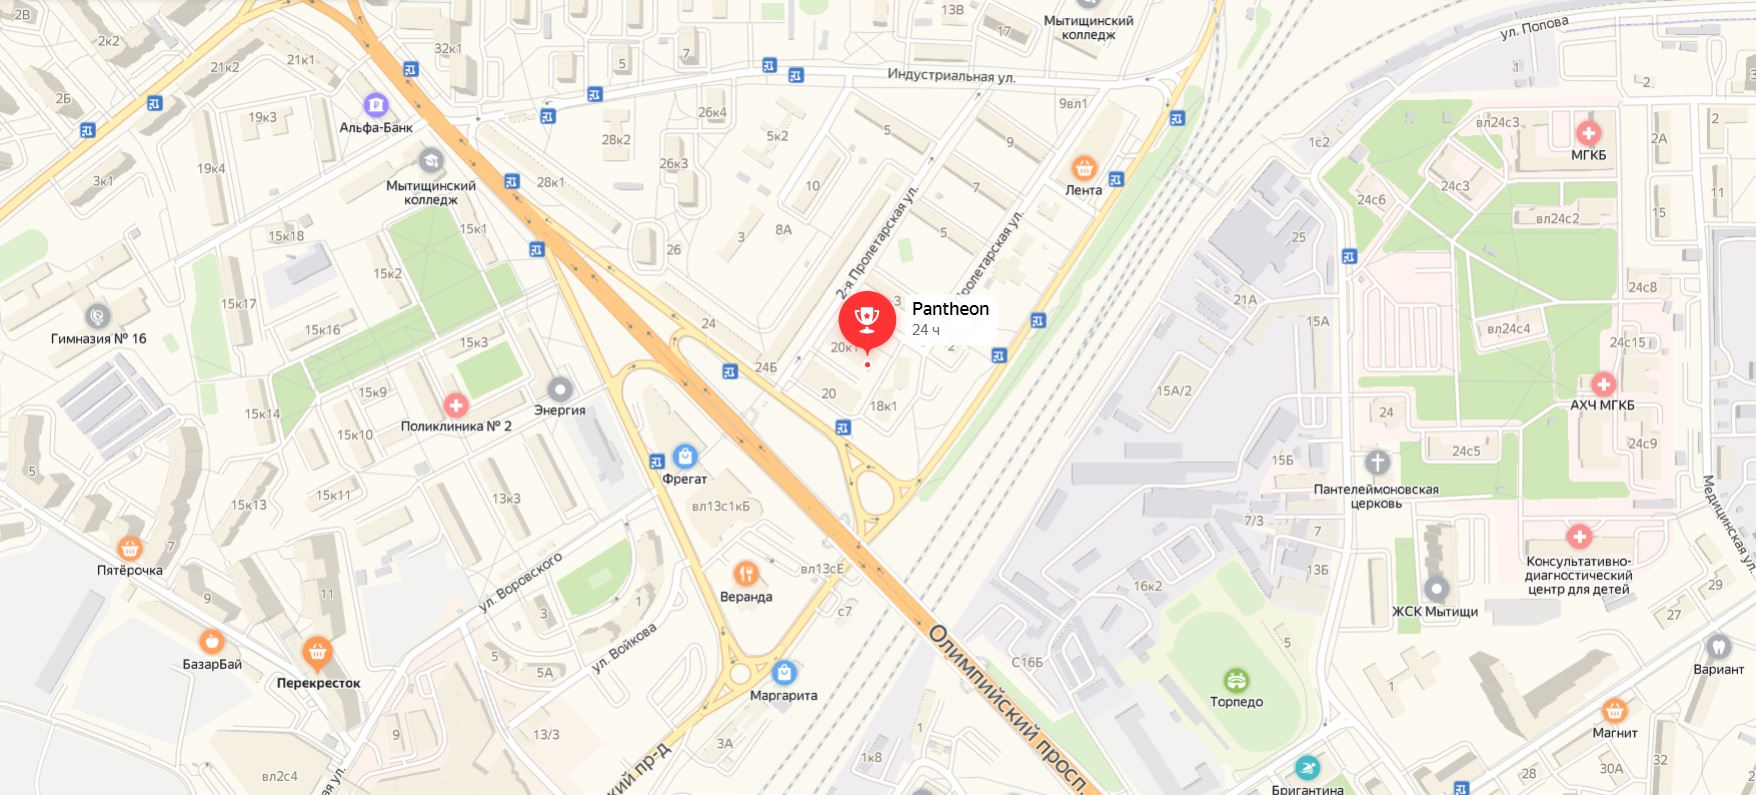 2В
13В
Мытищинский
колледж
17
ул. Попова
2к2
32к1
7
21к1
5
21к2
Индустриальная ул.
1
2
2Б
26к4
9вл1
19к3
Альфа-Банк
28к2
5к2
5
9
вл24с3
1с2
МГКБ
2А
2
26к3
19к4
3к1
Мытищинский
колледж
28к1
10
7
Лента
24с3
24с6
11
15к1
15к18
26
3
8А
5
вл24с2
15
25
2-я Пролетарская ул.
Пролетарская ул.
15к2
15к17
21А
24с8
3
Pantheon
24 ч
Гимназия № 16
15к16
24
15А
вл24с4
15к3
20к1
2
24с15
24Б
15А/2
15к9
20
18к1
15к14
Энергия
24
АХЧ МГКБ
Поликлиника № 2
15к10
24с5
24с9
5
15Б
Фрегат
Пантелеймоновская
церковь
15к11
13к3
15к13
вл13с1кБ
7/3
7
Медицинская ул.
7
Пятёрочка
вл13сЕ
13Б
Консультативно-
диагностический
центр для детей
ул. Воровского
Веранда
16к2
29
9
11
3
1
с7
ЖСК Мытищи
27
БазарБай
ул. Войкова
5
5А
Олимпийский просп.
С16Б
5
Перекресток
Маргарита
Торпедо
1
Вариант
9
13/3
3А
1к8
1
Магнит
вл2с4
кий пр-д
ая ул.
28
30А
32
Бригантина